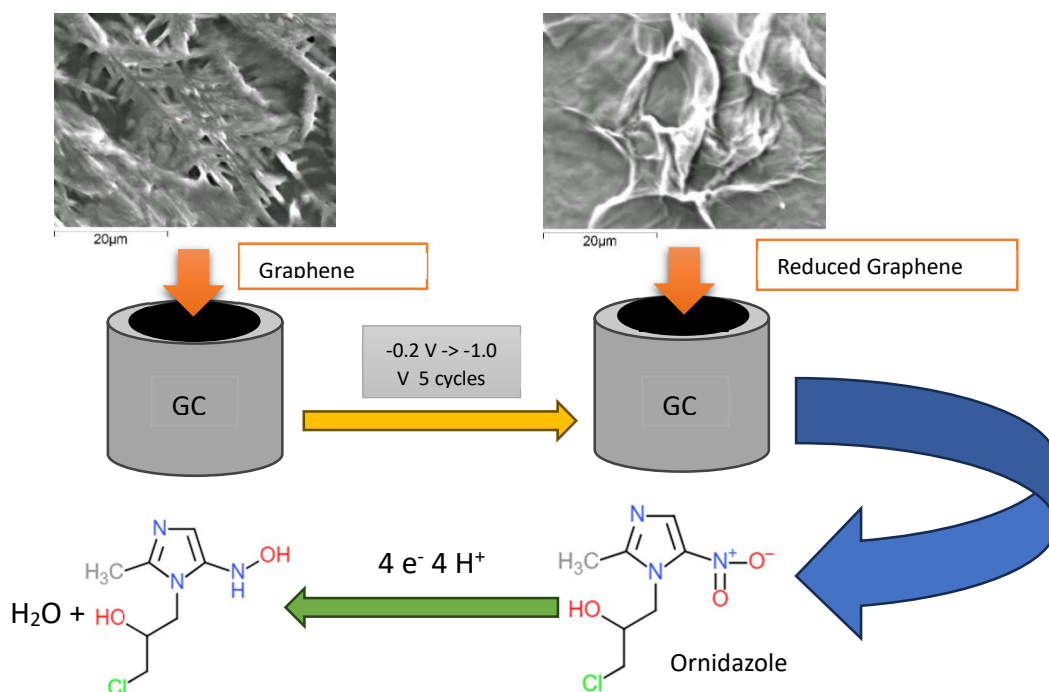 20µm
20µm
Graphene
Reduced Graphene
-0.2 V -> -1.0
V 5 cycles
GC
GC
N
H₃C
N
N
H
OH
HO
Cl
H₂O +
4 e⁻ 4 H⁺
N
H₃C
N
N⁺
O⁻
O
HO
Cl
Ornidazole